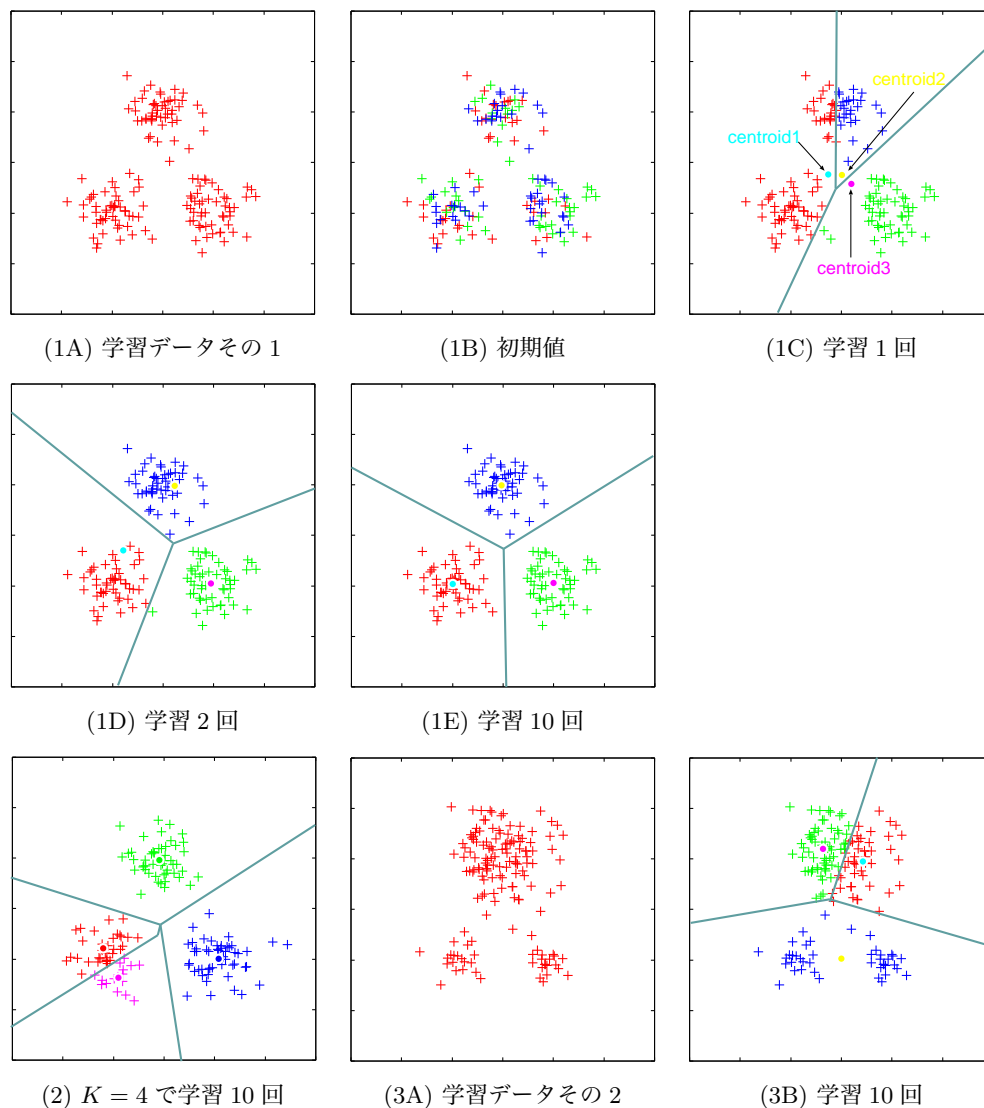 centroid2
centroid1
centroid3
(1A) 学習データその 1
(1B) 初期値
(1C) 学習 1 回
(1D) 学習 2 回
(1E) 学習 10 回
(2) K = 4 で学習 10 回
(3A) 学習データその 2
(3B) 学習 10 回